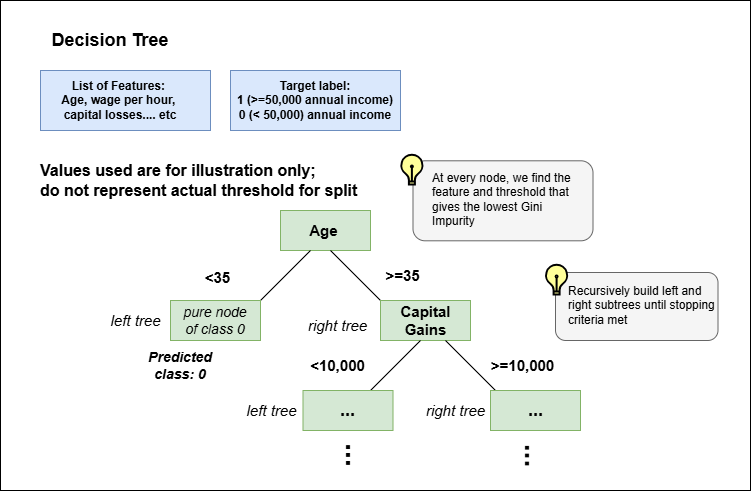 Decision Tree
List of Features:
Age, wage per hour,
capital losses.... etc
Target label:
1 (>=50,000 annual income)
0 (< 50,000) annual income
Values used are for illustration only;
do not represent actual threshold for split
At every node, we find the
feature and threshold that
gives the lowest Gini
Impurity
Age
<35
>=35
Recursively build left and
right subtrees until stopping
criteria met
left tree
pure node
of class 0
right tree
Capital
Gains
Predicted
class: 0
<10,000
>=10,000
left tree
...
right tree
...